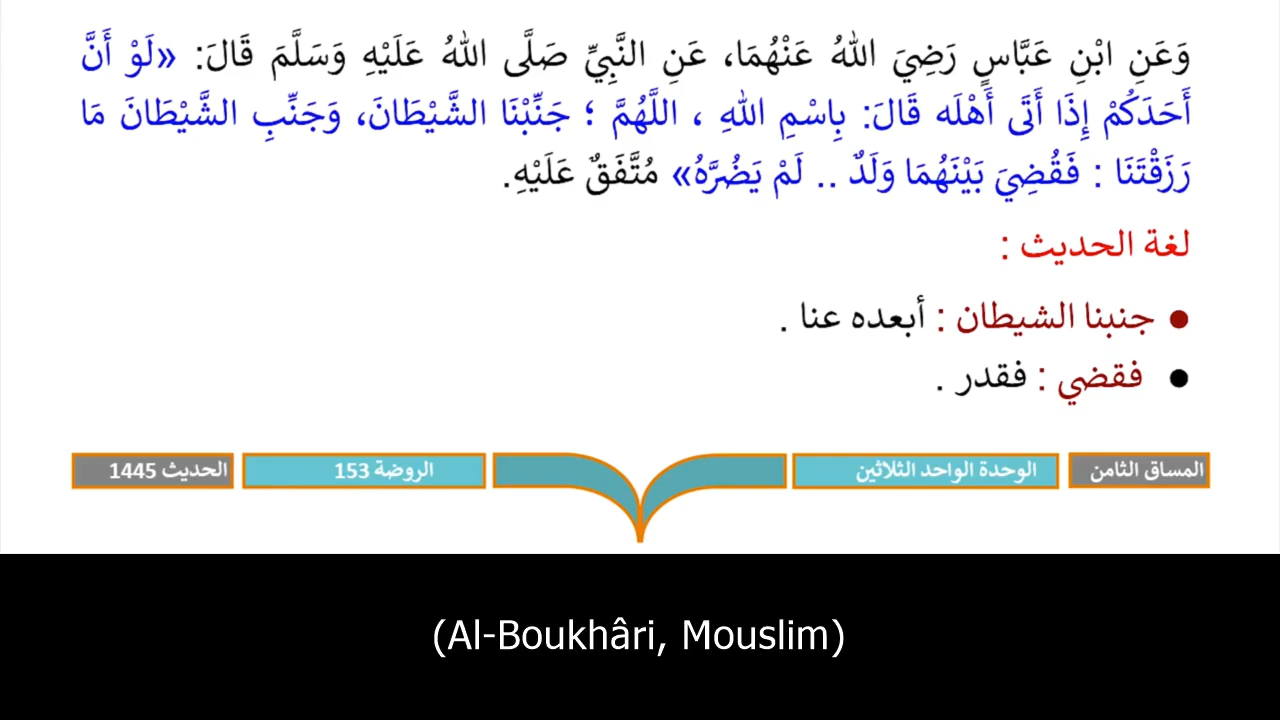 وَعَنِ ابْنِ عَبَّاسٍ رَضِيَ اللهُ عَنْهُمَا، عَنِ النَّبِيِّ صَلَّى اللهُ عَلَيْهِ وَسَلَّمَ قَالَ: «لَوْ أَنَّ
أَحَدَكُمْ إِذَا أَتَى أَهْلَه قَالَ: بِاسْمِ اللهِ ، اللَّهُمَّ ؛ جَنِّبْنَا الشَّيْطَانَ، وَجَنِّبِ الشَّيْطَانَ مَا
رَزَقْتَنَا : فَقُضِيَ بَيْنَهُمَا وَلَدٌ .. لَمْ يَضُرَّهُ» مُتَّفَقٌ عَلَيْهِ.
لغة الحديث :
● جنبنا الشيطان : أبعده عنا .
● فقضي : فقدر .
المساق الثامن
الوحدة الواحد الثلاثين
الروضة 153
الحديث 1445
(Al-Boukhâri, Mouslim)